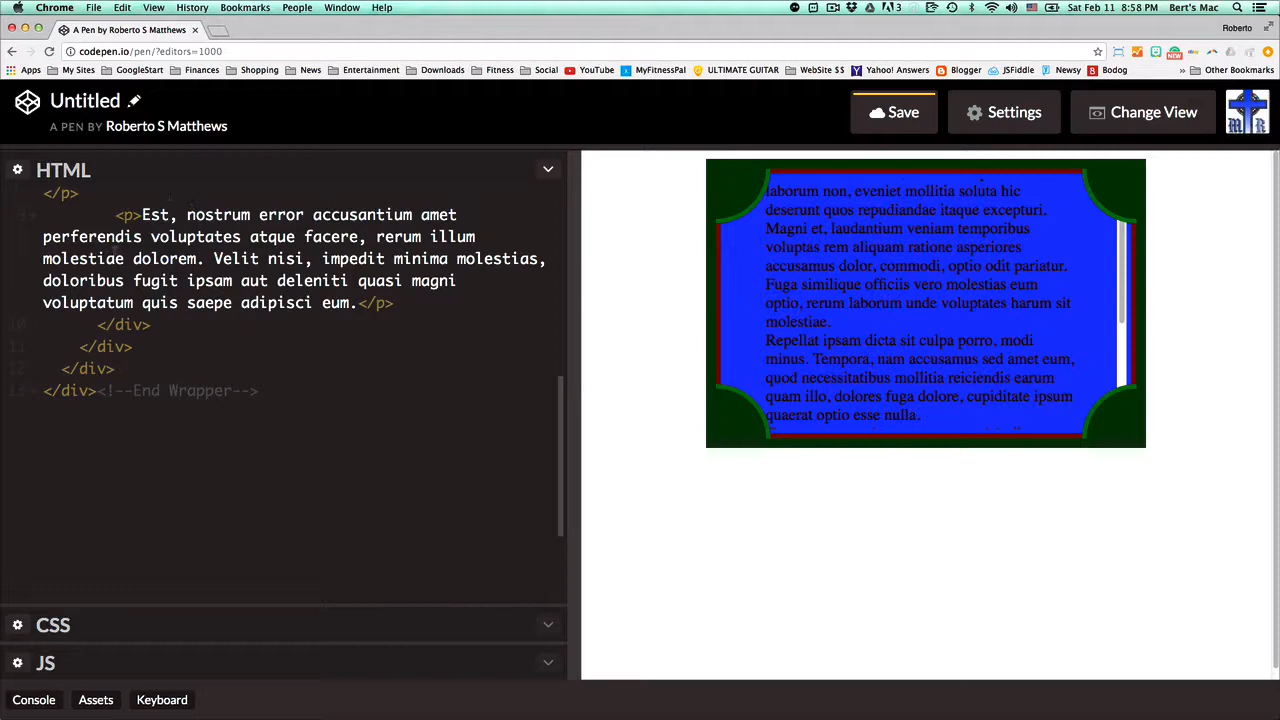 Chrome File Edit View History Bookmarks People Window Help
3 Sat Feb 11 8:58 PM Bert's Mac
A Pen by Roberto S Matthews × Roberto
codepen.io/pen/?editors=1000
Apps My Sites GoogleStart Finances Shopping News Entertainment Downloads Fitness Social YouTube MyFitnessPal ULTIMATE GUITAR WebSite $$ Yahoo! Answers Blogger JSFiddle Newsy Bodog » Other Bookmarks
Untitled
A PEN BY Roberto S Matthews
Save Settings Change View
HTML
</p>
<p>Est, nostrum error accusantium amet
perferendis voluptates atque facere, rerum illum
molestiae dolorem. Velit nisi, impedit minima molestias,
doloribus fugit ipsam aut deleniti quasi magni
voluptatum quis saepe adipisci eum.</p>
10 </div>
11 </div>
12 </div>
13 </div><!--End Wrapper-->
laborum non, eveniet mollitia soluta hic
deserunt quos repudiandae itaque excepturi.
Magni et, laudantium veniam temporibus
voluptas rem aliquam ratione asperiores
accusamus dolor, commodi, optio odit pariatur.
Fuga similique officiis vero molestias eum
optio, rerum laborum unde voluptates harum sit
molestiae.
Repellat ipsam dicta sit culpa porro, modi
minus. Tempora, nam accusamus sed amet eum,
quod necessitatibus mollitia reiciendis earum
quam illo, dolores fuga dolore, cupiditate ipsum
quaerat optio esse nulla.
CSS
JS
Console Assets Keyboard